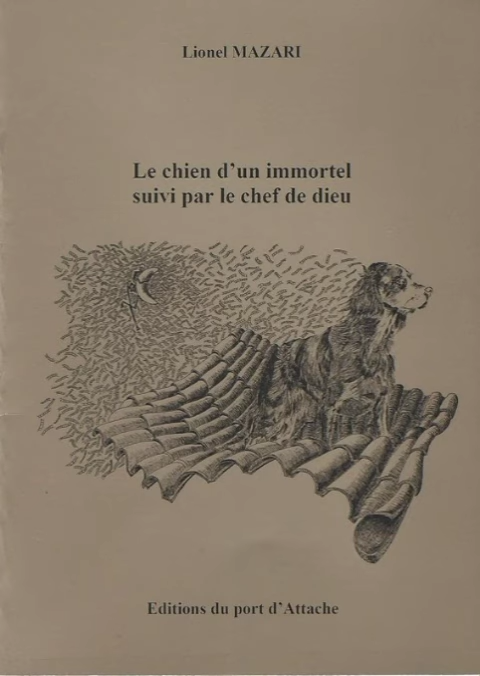 Lionel MAZARI
Le chien d'un immortel
suivi par le chef de dieu
Editions du port d'Attache